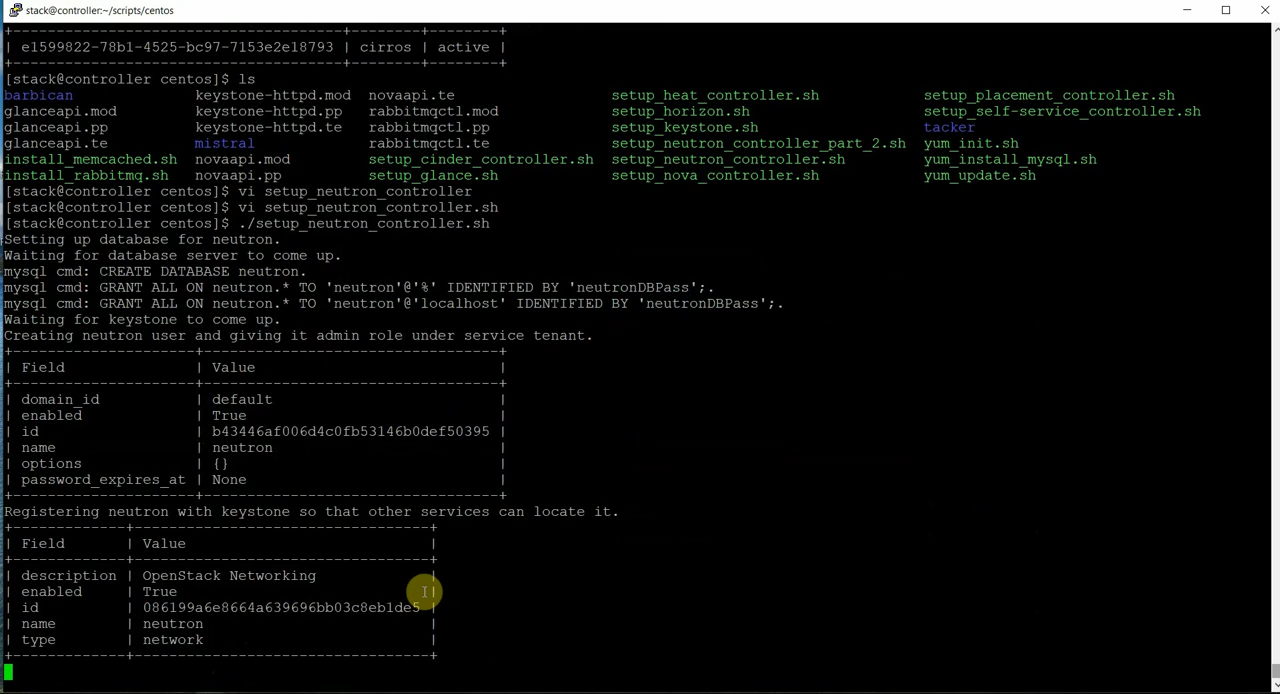 stack@controller:~/scripts/centos
| e1599822-78b1-4525-bc97-7153e2e18793 | cirros | active |
+--------------------------------------+--------+--------+
[stack@controller centos]$ ls
barbican keystone-httpd.mod novaapi.te setup_heat_controller.sh setup_placement_controller.sh
glanceapi.mod keystone-httpd.pp rabbitmqctl.mod setup_horizon.sh setup_self-service_controller.sh
glanceapi.pp keystone-httpd.te rabbitmqctl.pp setup_keystone.sh tacker
glanceapi.te mistral rabbitmqctl.te setup_neutron_controller_part_2.sh yum_init.sh
install_memcached.sh novaapi.mod setup_cinder_controller.sh setup_neutron_controller.sh yum_install_mysql.sh
install_rabbitmq.sh novaapi.pp setup_glance.sh setup_nova_controller.sh yum_update.sh
[stack@controller centos]$ vi setup_neutron_controller
[stack@controller centos]$ vi setup_neutron_controller.sh
[stack@controller centos]$ ./setup_neutron_controller.sh
Setting up database for neutron.
Waiting for database server to come up.
mysql cmd: CREATE DATABASE neutron.
mysql cmd: GRANT ALL ON neutron.* TO 'neutron'@'%' IDENTIFIED BY 'neutronDBPass';.
mysql cmd: GRANT ALL ON neutron.* TO 'neutron'@'localhost' IDENTIFIED BY 'neutronDBPass';.
Waiting for keystone to come up.
Creating neutron user and giving it admin role under service tenant.
+---------------------+----------------------------------+
| Field | Value |
+---------------------+----------------------------------+
| domain_id | default |
| enabled | True |
| id | b43446af006d4c0fb53146b0def50395 |
| name | neutron |
| options | {} |
| password_expires_at | None |
+---------------------+----------------------------------+
Registering neutron with keystone so that other services can locate it.
+-------------+----------------------------------+
| Field | Value |
+-------------+----------------------------------+
| description | OpenStack Networking |
| enabled | True |
| id | 086199a6e8664a639696bb03c8eb1de5 |
| name | neutron |
| type | network |
+-------------+----------------------------------+